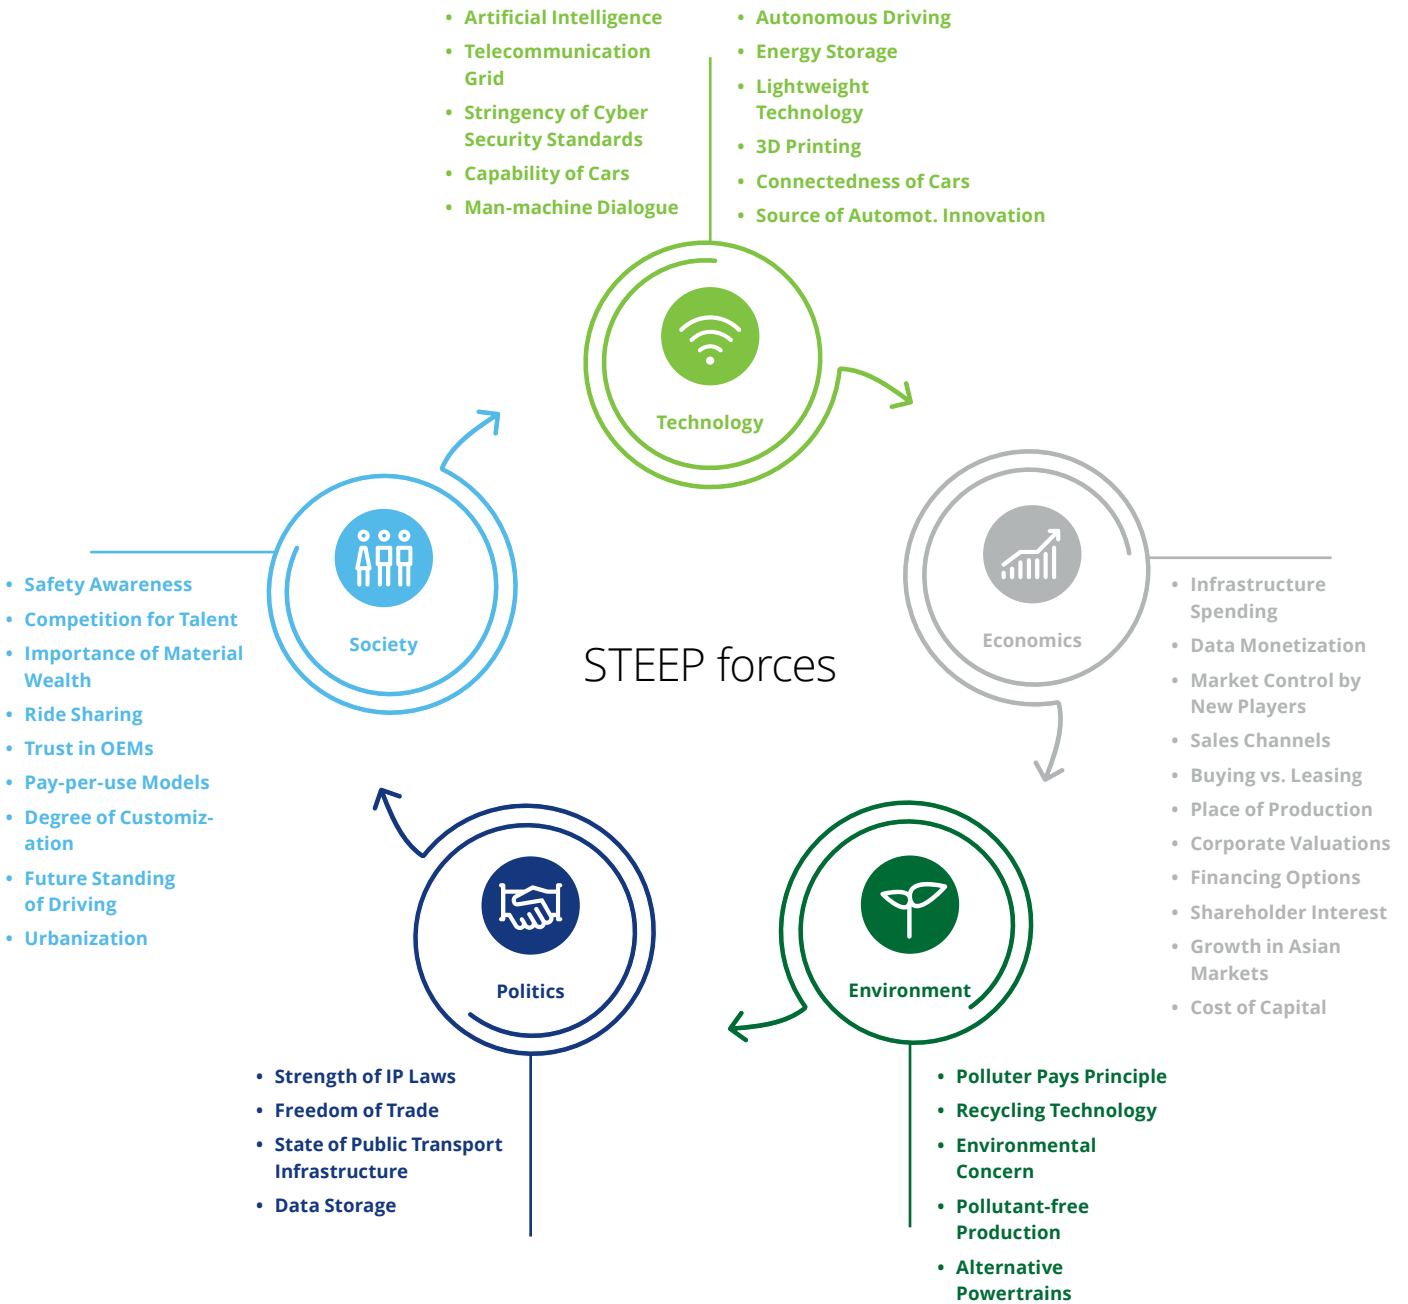 • Artificial Intelligence
• Telecommunication
Grid
• Stringency of Cyber
Security Standards
• Capability of Cars
• Man-machine Dialogue
• Autonomous Driving
• Energy Storage
• Lightweight
Technology
• 3D Printing
• Connectedness of Cars
• Source of Automot. Innovation
Technology
Society
• Safety Awareness
• Competition for Talent
• Importance of Material
Wealth
• Ride Sharing
• Trust in OEMs
• Pay-per-use Models
• Degree of Customiz-
ation
• Future Standing
of Driving
• Urbanization
STEEP forces
Economics
• Infrastructure
Spending
• Data Monetization
• Market Control by
New Players
• Sales Channels
• Buying vs. Leasing
• Place of Production
• Corporate Valuations
• Financing Options
• Shareholder Interest
• Growth in Asian
Markets
• Cost of Capital
Politics
• Strength of IP Laws
• Freedom of Trade
• State of Public Transport
Infrastructure
• Data Storage
Environment
• Polluter Pays Principle
• Recycling Technology
• Environmental
Concern
• Pollutant-free
Production
• Alternative
Powertrains